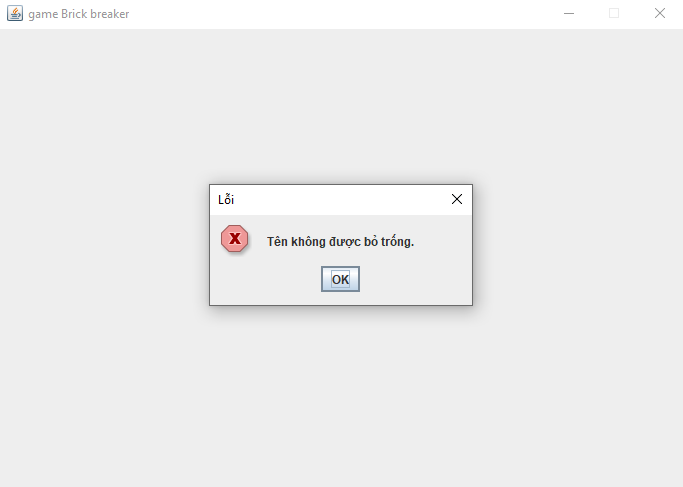 game Brick breaker
Lỗi
Tên không được bỏ trống.
OK